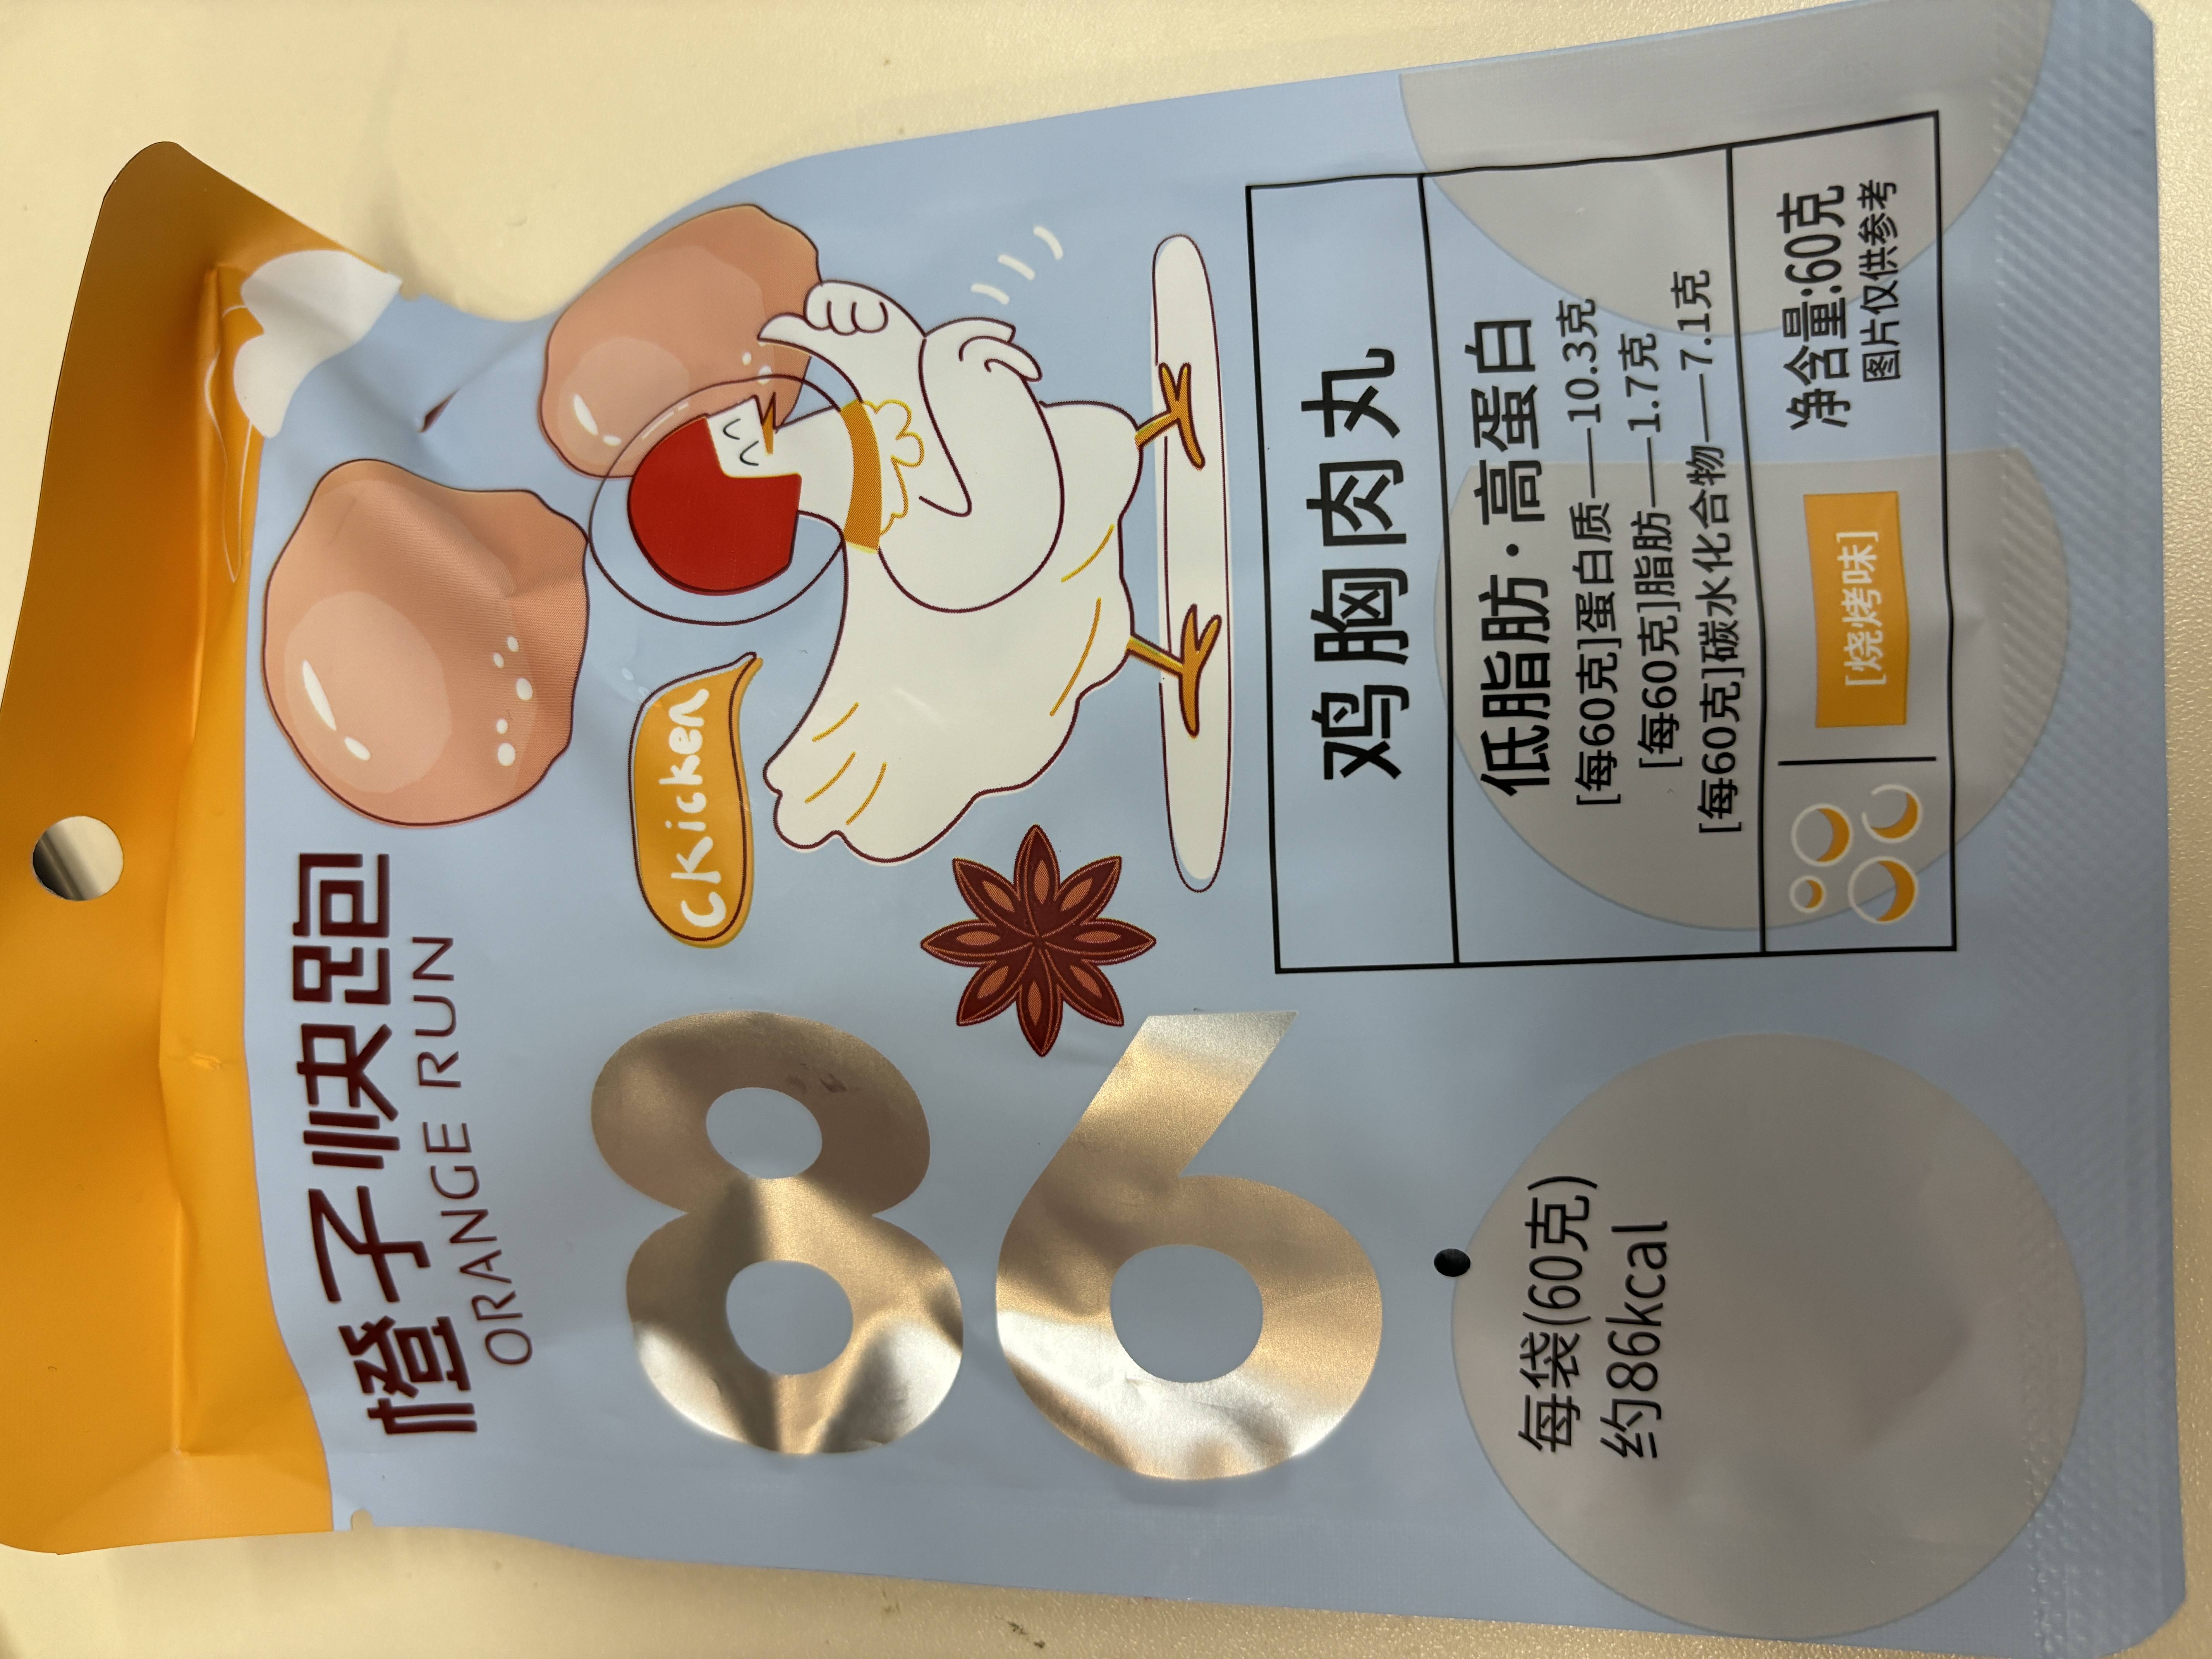 橙子快跑
ORANGE RUN
86
chicken
每袋(60克)
约86kcal
鸡胸肉丸
低脂肪·高蛋白
[每60克]蛋白质——10.3克
[每60克]脂肪——1.7克
[每60克]碳水化合物——7.1克
[烧烤味]
净含量:60克
图片仅供参考